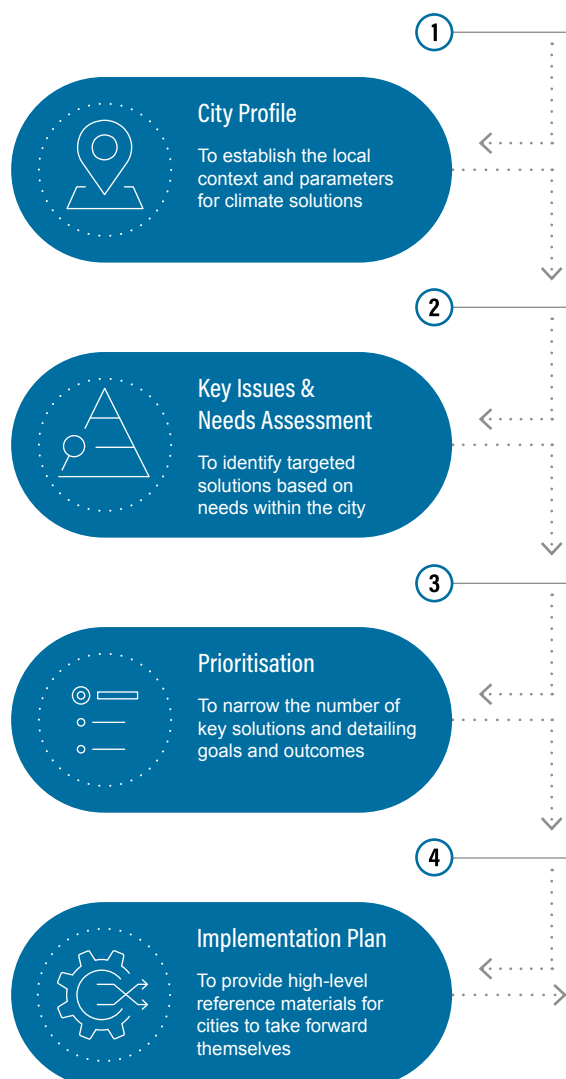 1
City Profile
To establish the local
context and parameters
for climate solutions
2
Key Issues &
Needs Assessment
To identify targeted
solutions based on
needs within the city
3
Prioritisation
To narrow the number of
key solutions and detailing
goals and outcomes
4
Implementation Plan
To provide high-level
reference materials for
cities to take forward
themselves